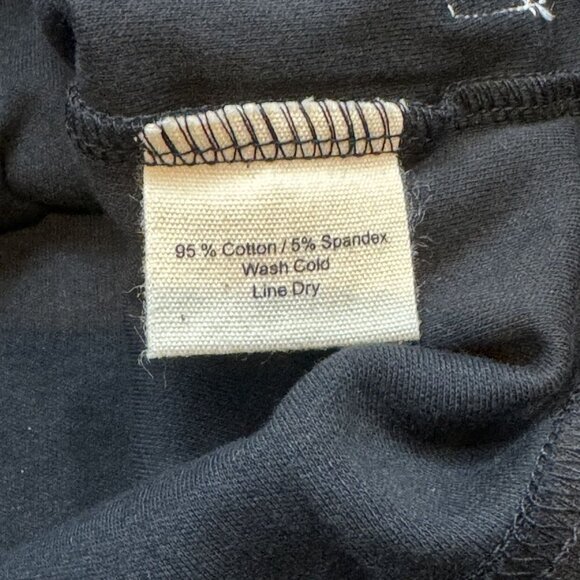 95 % Cotton / 5% Spandex
Wash Cold
Line Dry